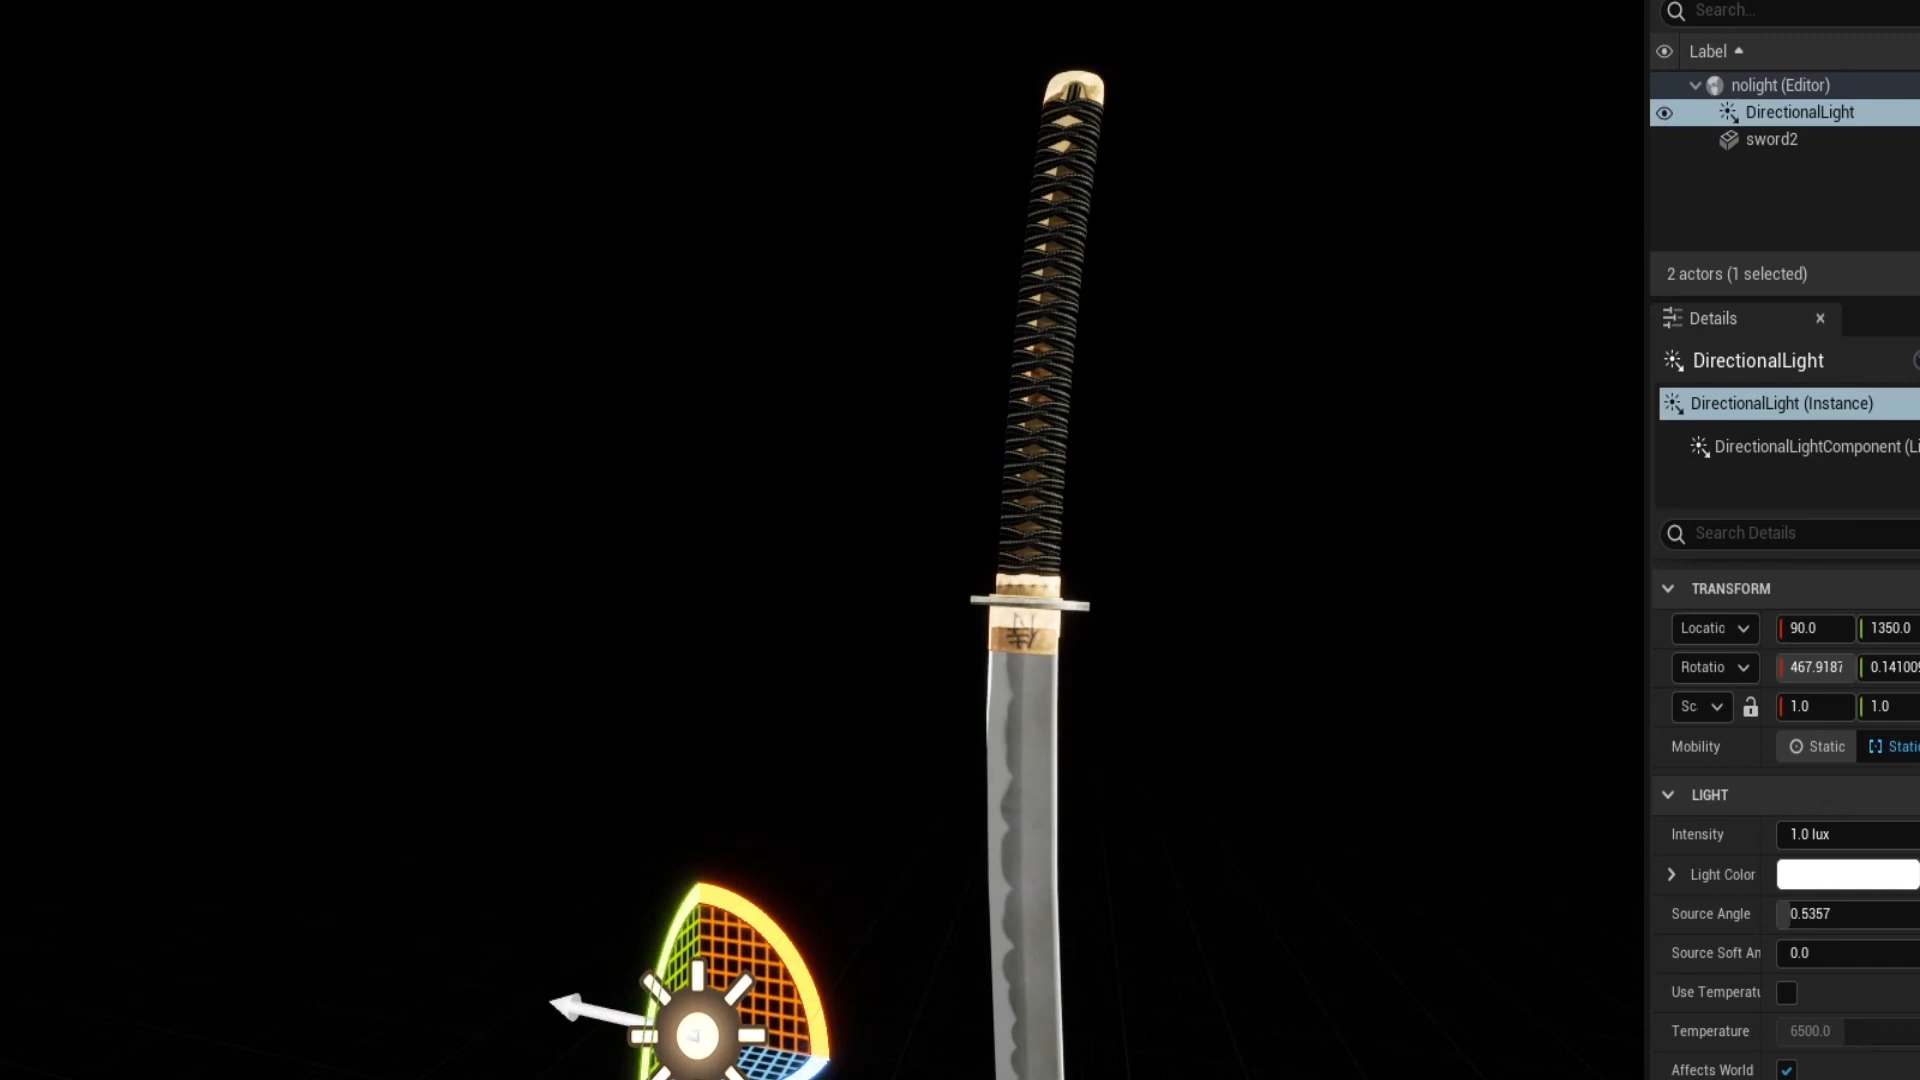 Search...
Label
nolight (Editor)
DirectionalLight
sword2
2 actors (1 selected)
Details
DirectionalLight
DirectionalLight (Instance)
DirectionalLightComponent (Li
Search Details
TRANSFORM
Locatio 90.0 1350.0
Rotatio 467.9187 0.141009
Sc 1.0 1.0
Mobility Static Static
LIGHT
Intensity 1.0 lux
Light Color
Source Angle 0.5357
Source Soft An 0.0
Use Temperatu
Temperature 6500.0
Affects World